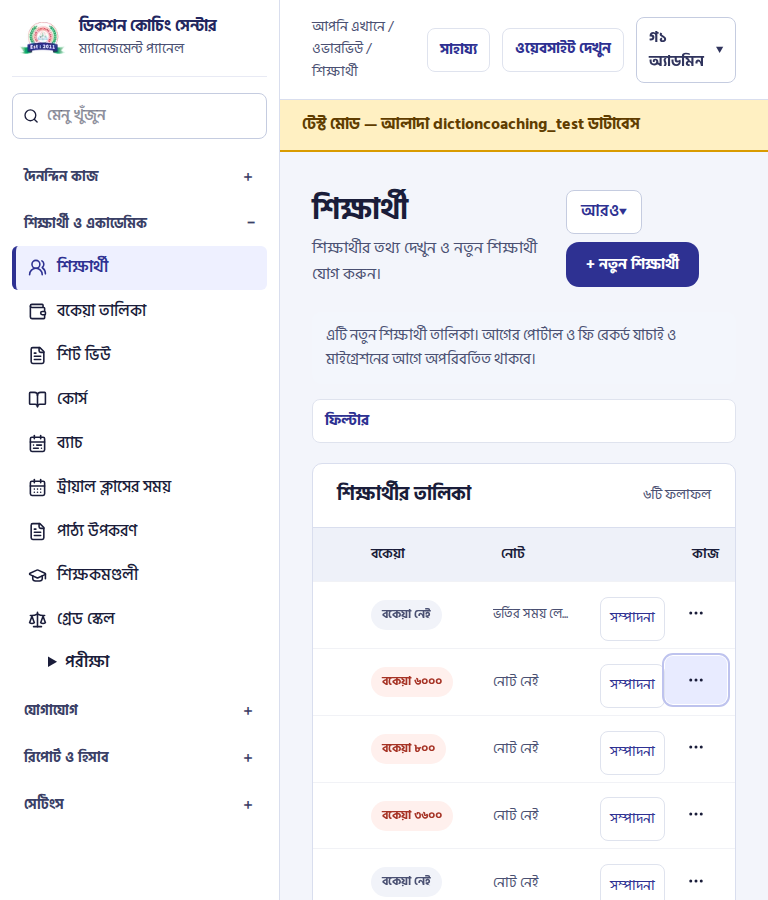 ডিকশন কোচিং সেন্টার
ম্যানেজমেন্ট প্যানেল
মেনু খুঁজুন
দৈনন্দিন কাজ +
শিক্ষার্থী ও একাডেমিক −
শিক্ষার্থী
বকেয়া তালিকা
শিট ভিউ
কোর্স
ব্যাচ
ট্রায়াল ক্লাসের সময়
পাঠ্য উপকরণ
শিক্ষকমণ্ডলী
গ্রেড স্কেল
▶ পরীক্ষা
যোগাযোগ +
রিপোর্ট ও হিসাব +
সেটিংস +
আপনি এখানে /
ওভারভিউ /
শিক্ষার্থী
সাহায্য
ওয়েবসাইট দেখুন
গ১
অ্যাডমিন ▼
টেস্ট মোড — আলাদা dictioncoaching_test ডাটাবেস
শিক্ষার্থী
শিক্ষার্থীর তথ্য দেখুন ও নতুন শিক্ষার্থী
যোগ করুন।
আরও▾
+ নতুন শিক্ষার্থী
এটি নতুন শিক্ষার্থী তালিকা। আগের পোর্টাল ও ফি রেকর্ড যাচাই ও
মাইগ্রেশনের আগে অপরিবর্তিত থাকবে।
ফিল্টার
শিক্ষার্থীর তালিকা ৬টি ফলাফল
বকেয়া নোট কাজ
বকেয়া নেই ভর্তির সময় লে... সম্পাদনা ...
বকেয়া ৬০০০ নোট নেই সম্পাদনা ...
বকেয়া ৮০০ নোট নেই সম্পাদনা ...
বকেয়া ৩৬০০ নোট নেই সম্পাদনা ...
বকেয়া নেই নোট নেই সম্পাদনা ...